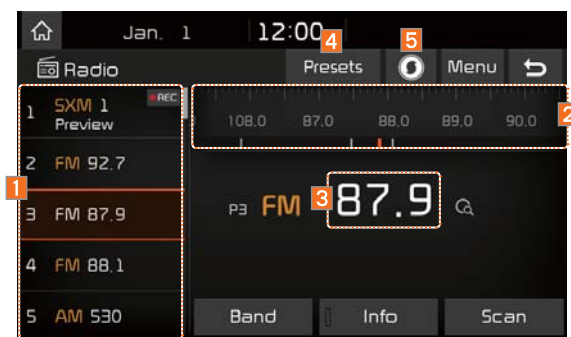 Jan. 1 12:00
4 5
Radio Presets Menu
1 SXM 1 REC
Preview
2 FM 92.7
3 FM 87.9
4 FM 88.1
5 AM 530
1
108.0 87.0 88.0 89.0 90.0
2
P3 FM 3 87.9
Band Info Scan